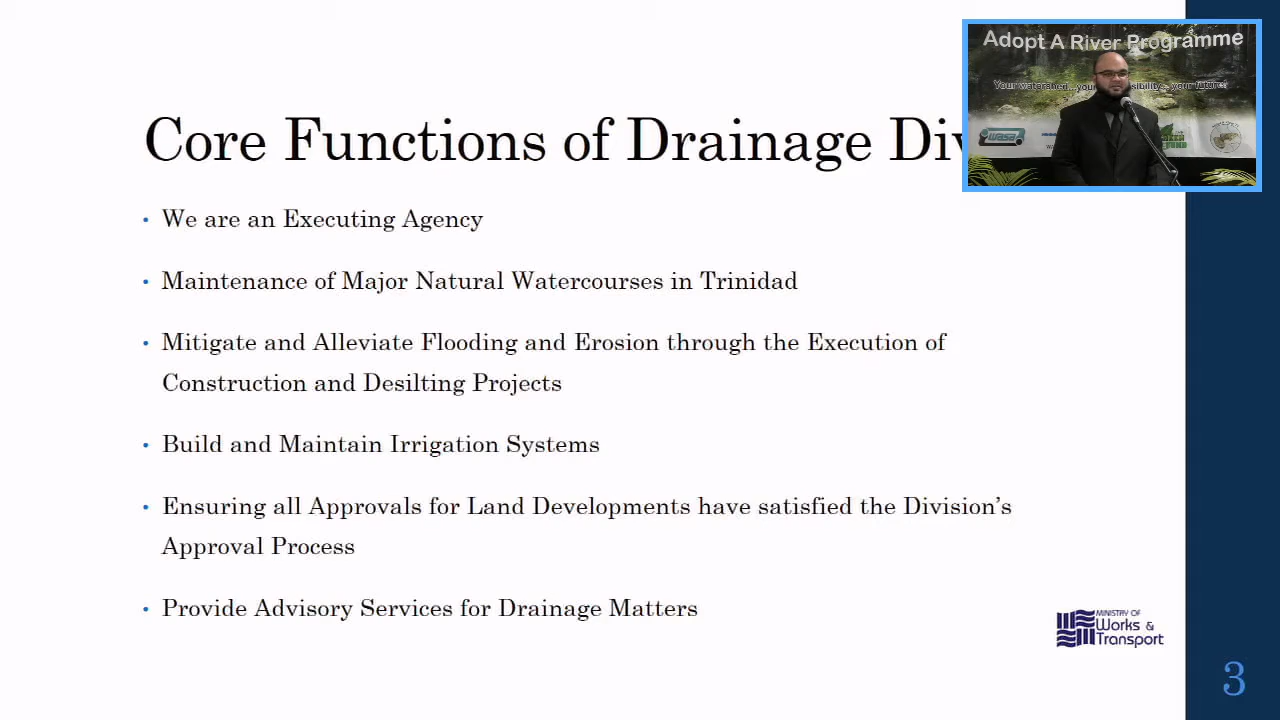 Adopt A River Programme
Core Functions of Drainage
• We are an Executing Agency
• Maintenance of Major Natural Watercourses in Trinidad
• Mitigate and Alleviate Flooding and Erosion through the Execution of
Construction and Desilting Projects
• Build and Maintain Irrigation Systems
• Ensuring all Approvals for Land Developments have satisfied the Division's
Approval Process
• Provide Advisory Services for Drainage Matters
MINISTRY OF
Works &
Transport
3